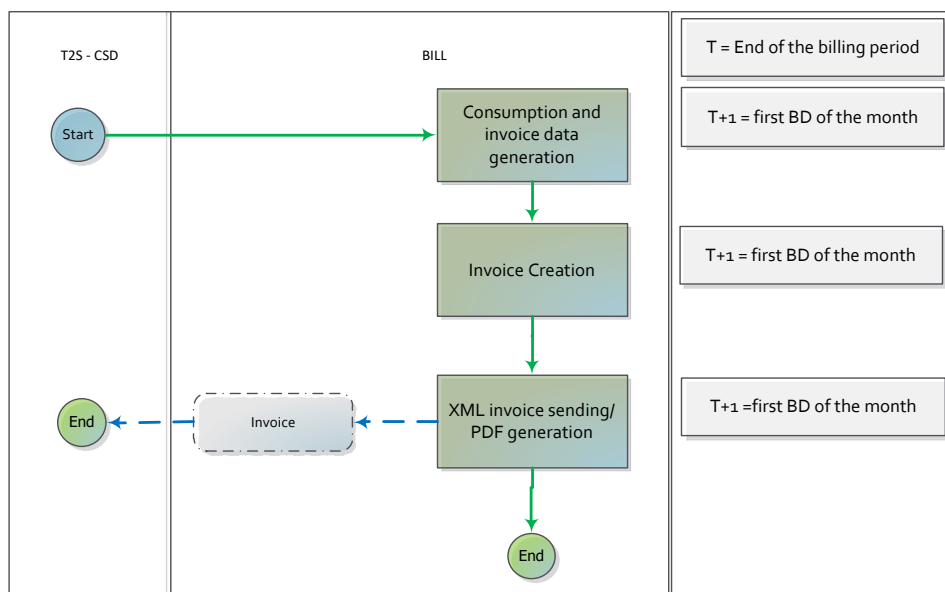 T2S - CSD
BILL
T = End of the billing period
Start
Consumption and
invoice data
generation
T+1 = first BD of the month
Invoice Creation
T+1 = first BD of the month
End
Invoice
XML invoice sending/
PDF generation
T+1 =first BD of the month
End